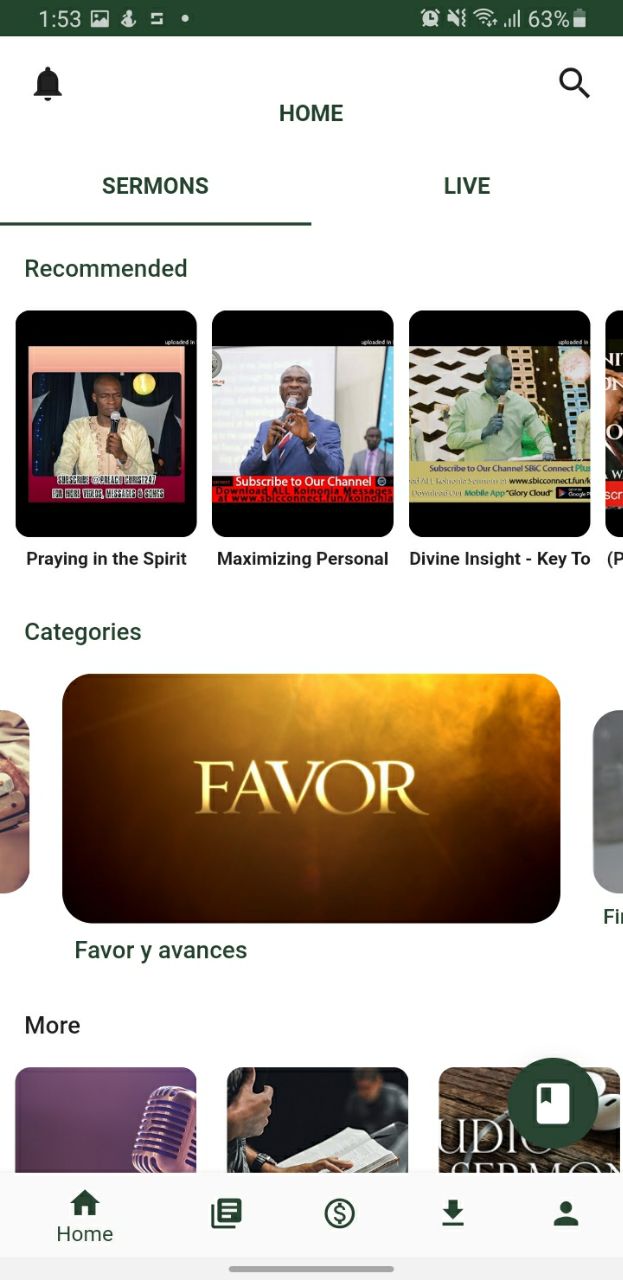 1:53
63%
HOME
SERMONS
LIVE
Recommended
uploaded in
SUBSCRIBE @PREACH CHRIST247
FOR MORE VIDEOS, MESSAGES & SONGS
uploaded in
Subscribe to Our Channel
Download ALL Koinonia Messages
at www.sbicconnect.fun/koinonia
uploaded in
Subscribe to Our Channel SBiC Connect Plus
ALL Koinonia Sermons at www.sbicconnect.fun/k
Download Our Mobile App "Glory Cloud"
Praying in the Spirit
Maximizing Personal
Divine Insight - Key To
(P
Categories
FAVOR
Favor y avances
Fi
More
UDIO
SERMON
Home